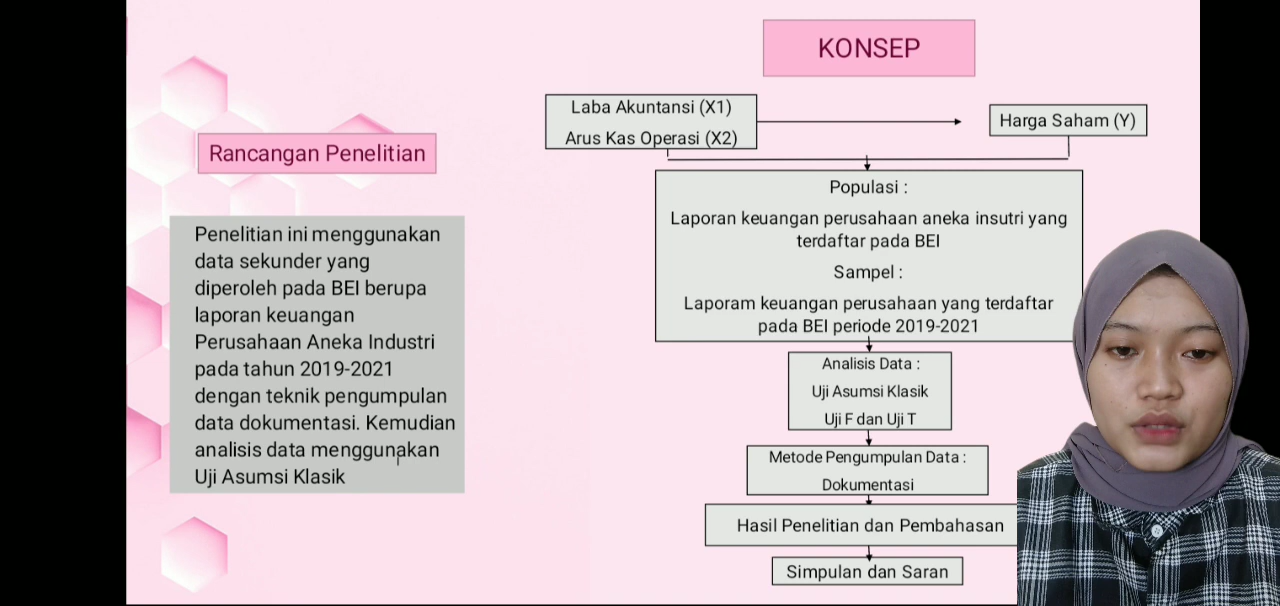 Rancangan Penelitian
Penelitian ini menggunakan
data sekunder yang
diperoleh pada BEI berupa
laporan keuangan
Perusahaan Aneka Industri
pada tahun 2019-2021
dengan teknik pengumpulan
data dokumentasi. Kemudian
analisis data menggunakan
Uji Asumsi Klasik
KONSEP
Laba Akuntansi (X1)
Arus Kas Operasi (X2)
Harga Saham (Y)
Populasi :
Laporan keuangan perusahaan aneka insutri yang
terdaftar pada BEI
Sampel :
Laporam keuangan perusahaan yang terdaftar
pada BEI periode 2019-2021
Analisis Data :
Uji Asumsi Klasik
Uji F dan Uji T
Metode Pengumpulan Data :
Dokumentasi
Hasil Penelitian dan Pembahasan
Simpulan dan Saran